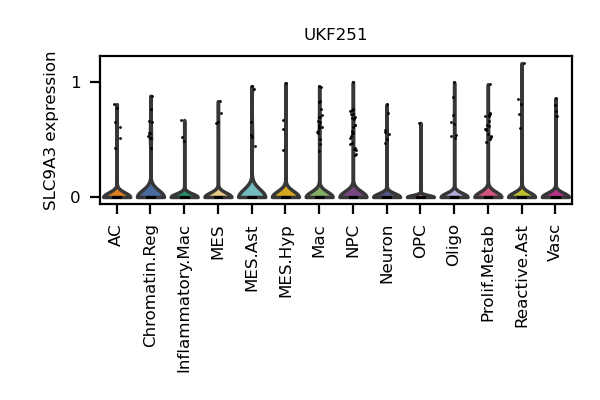 UKF251
SLC9A3 expression
1
0
AC
Chromatin.Reg
Inflammatory.Mac
MES
MES.Ast
MES.Hyp
Mac
NPC
Neuron
OPC
Oligo
Prolif.Metab
Reactive.Ast
Vasc